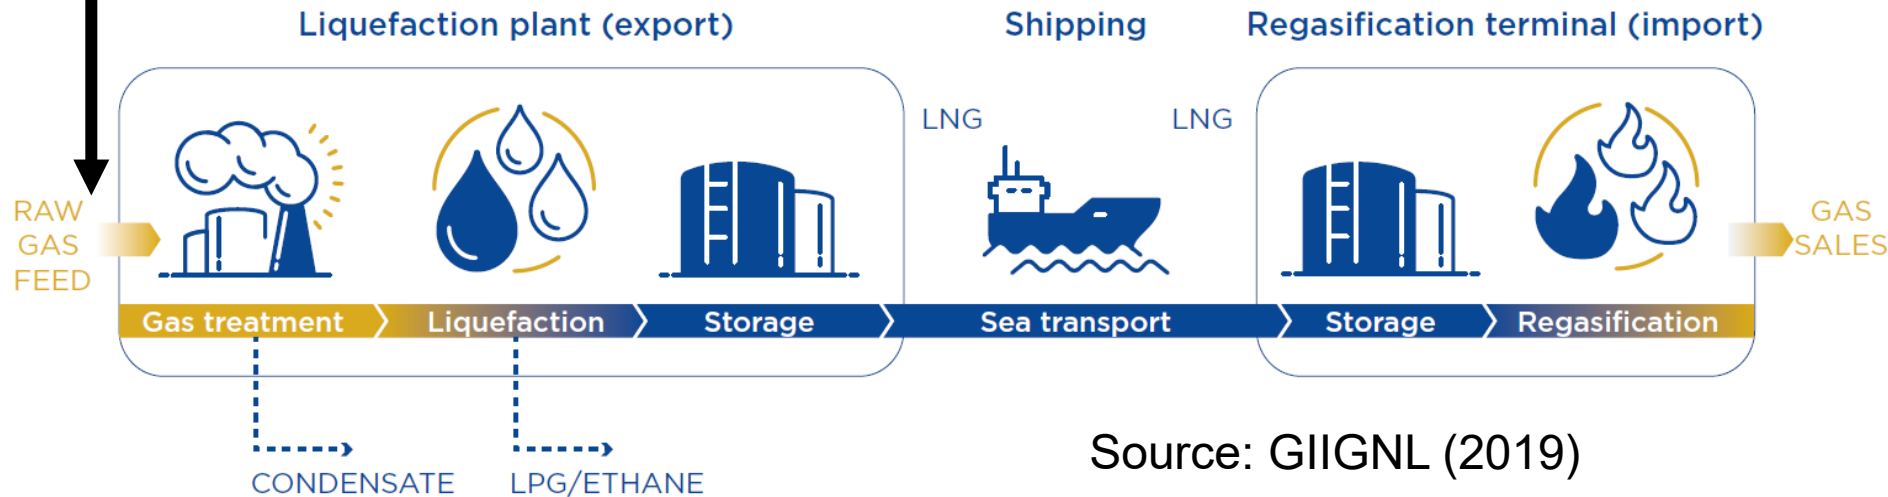 Liquefaction plant (export)
Shipping
Regasification terminal (import)
LNG
LNG
RAW
GAS
FEED
GAS
SALES
Gas treatment
Liquefaction
Storage
Sea transport
Storage
Regasification
CONDENSATE
LPG/ETHANE
Source: GIIGNL (2019)